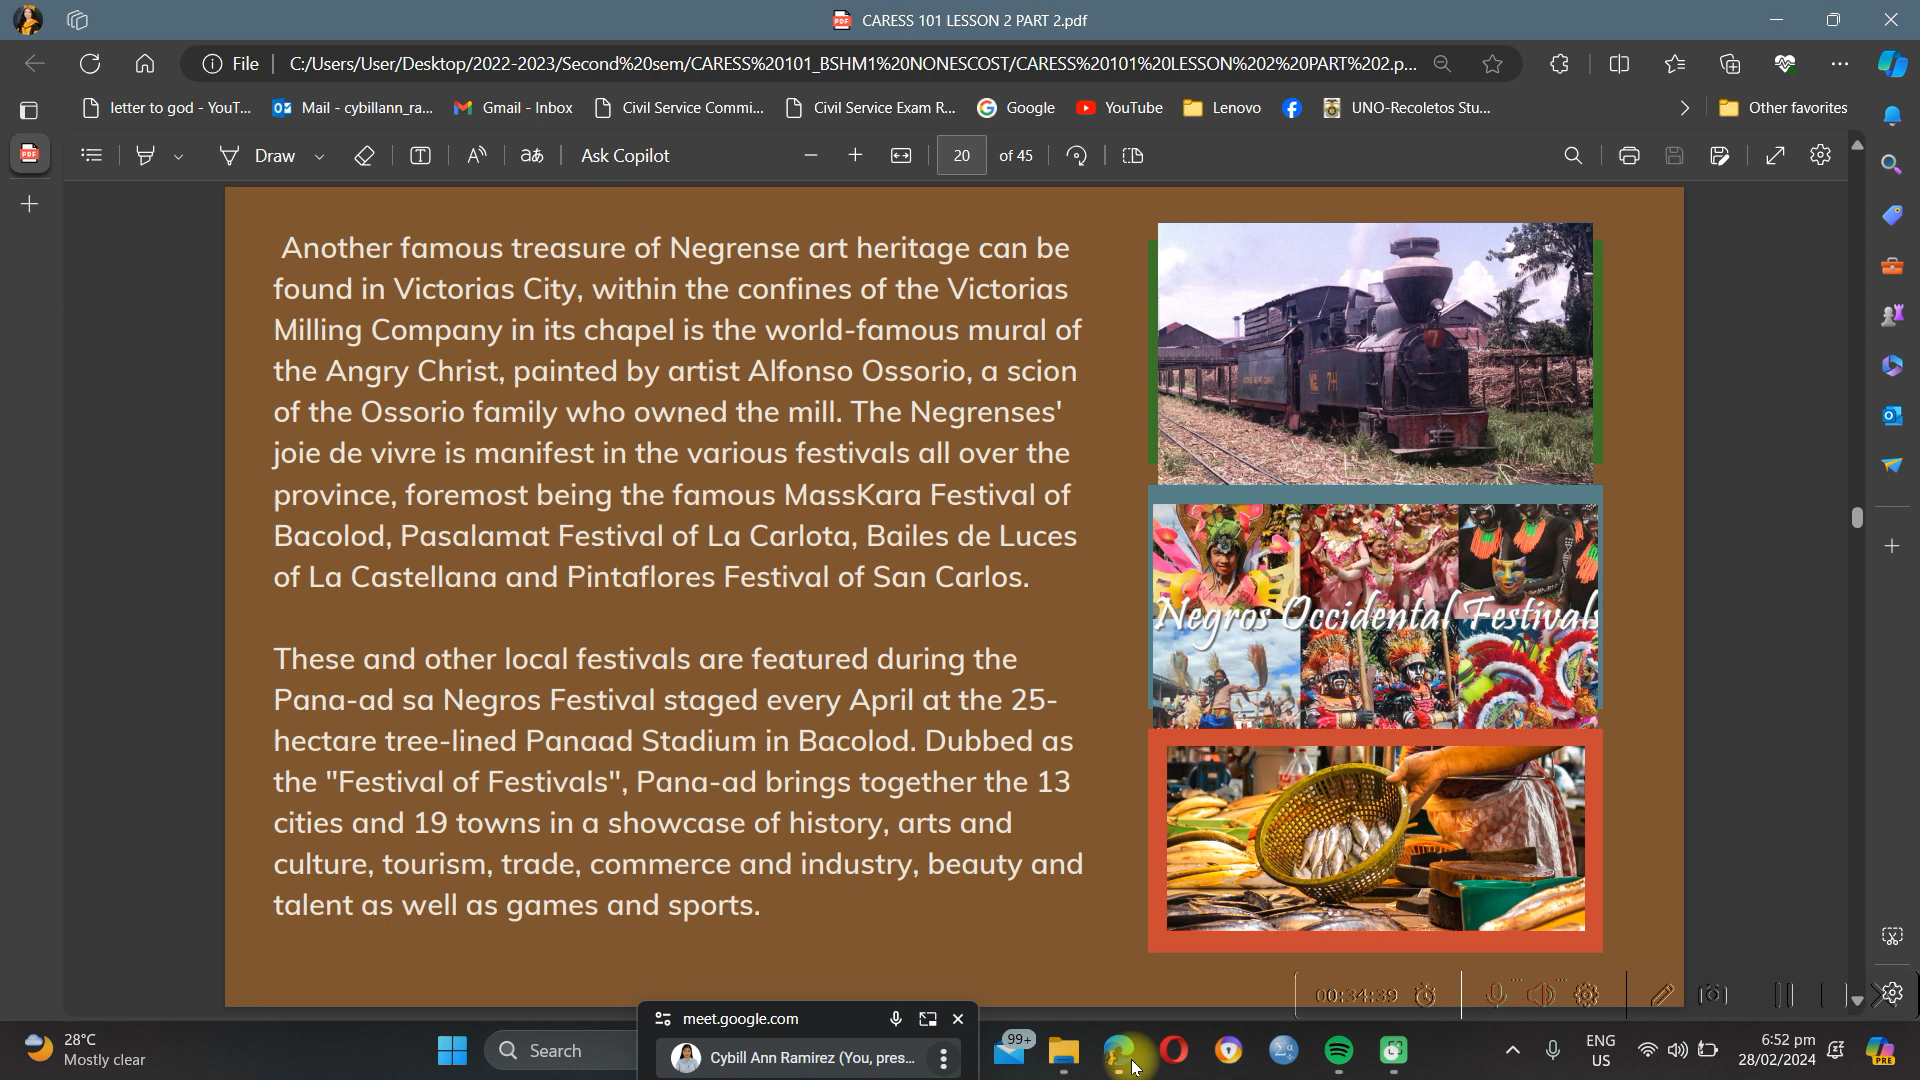 CARESS 101 LESSON 2 PART 2.pdf
File
C:/Users/User/Desktop/2022-2023/Second%20sem/CARESS%20101_BSHM1%20NONESCOST/CARESS%20101%20LESSON%202%20PART%202.p...
letter to god - YouT...
Mail - cybillann_ra...
Gmail - Inbox
Civil Service Commi...
Civil Service Exam R...
Google
YouTube
Lenovo
UNO-Recoletos Stu...
Other favorites
Draw
Ask Copilot
20 of 45
Another famous treasure of Negrense art heritage can be
found in Victorias City, within the confines of the Victorias
Milling Company in its chapel is the world-famous mural of
the Angry Christ, painted by artist Alfonso Ossorio, a scion
of the Ossorio family who owned the mill. The Negrenses'
joie de vivre is manifest in the various festivals all over the
province, foremost being the famous MassKara Festival of
Bacolod, Pasalamat Festival of La Carlota, Bailes de Luces
of La Castellana and Pintaflores Festival of San Carlos.
These and other local festivals are featured during the
Pana-ad sa Negros Festival staged every April at the 25-
hectare tree-lined Panaad Stadium in Bacolod. Dubbed as
the "Festival of Festivals", Pana-ad brings together the 13
cities and 19 towns in a showcase of history, arts and
culture, tourism, trade, commerce and industry, beauty and
talent as well as games and sports.
Negros Occidental Festivals
00:34:39
meet.google.com
Cybill Ann Ramirez (You, pres...
28°C
Mostly clear
Search
99+
ENG
US
6:52 pm
28/02/2024
PRE